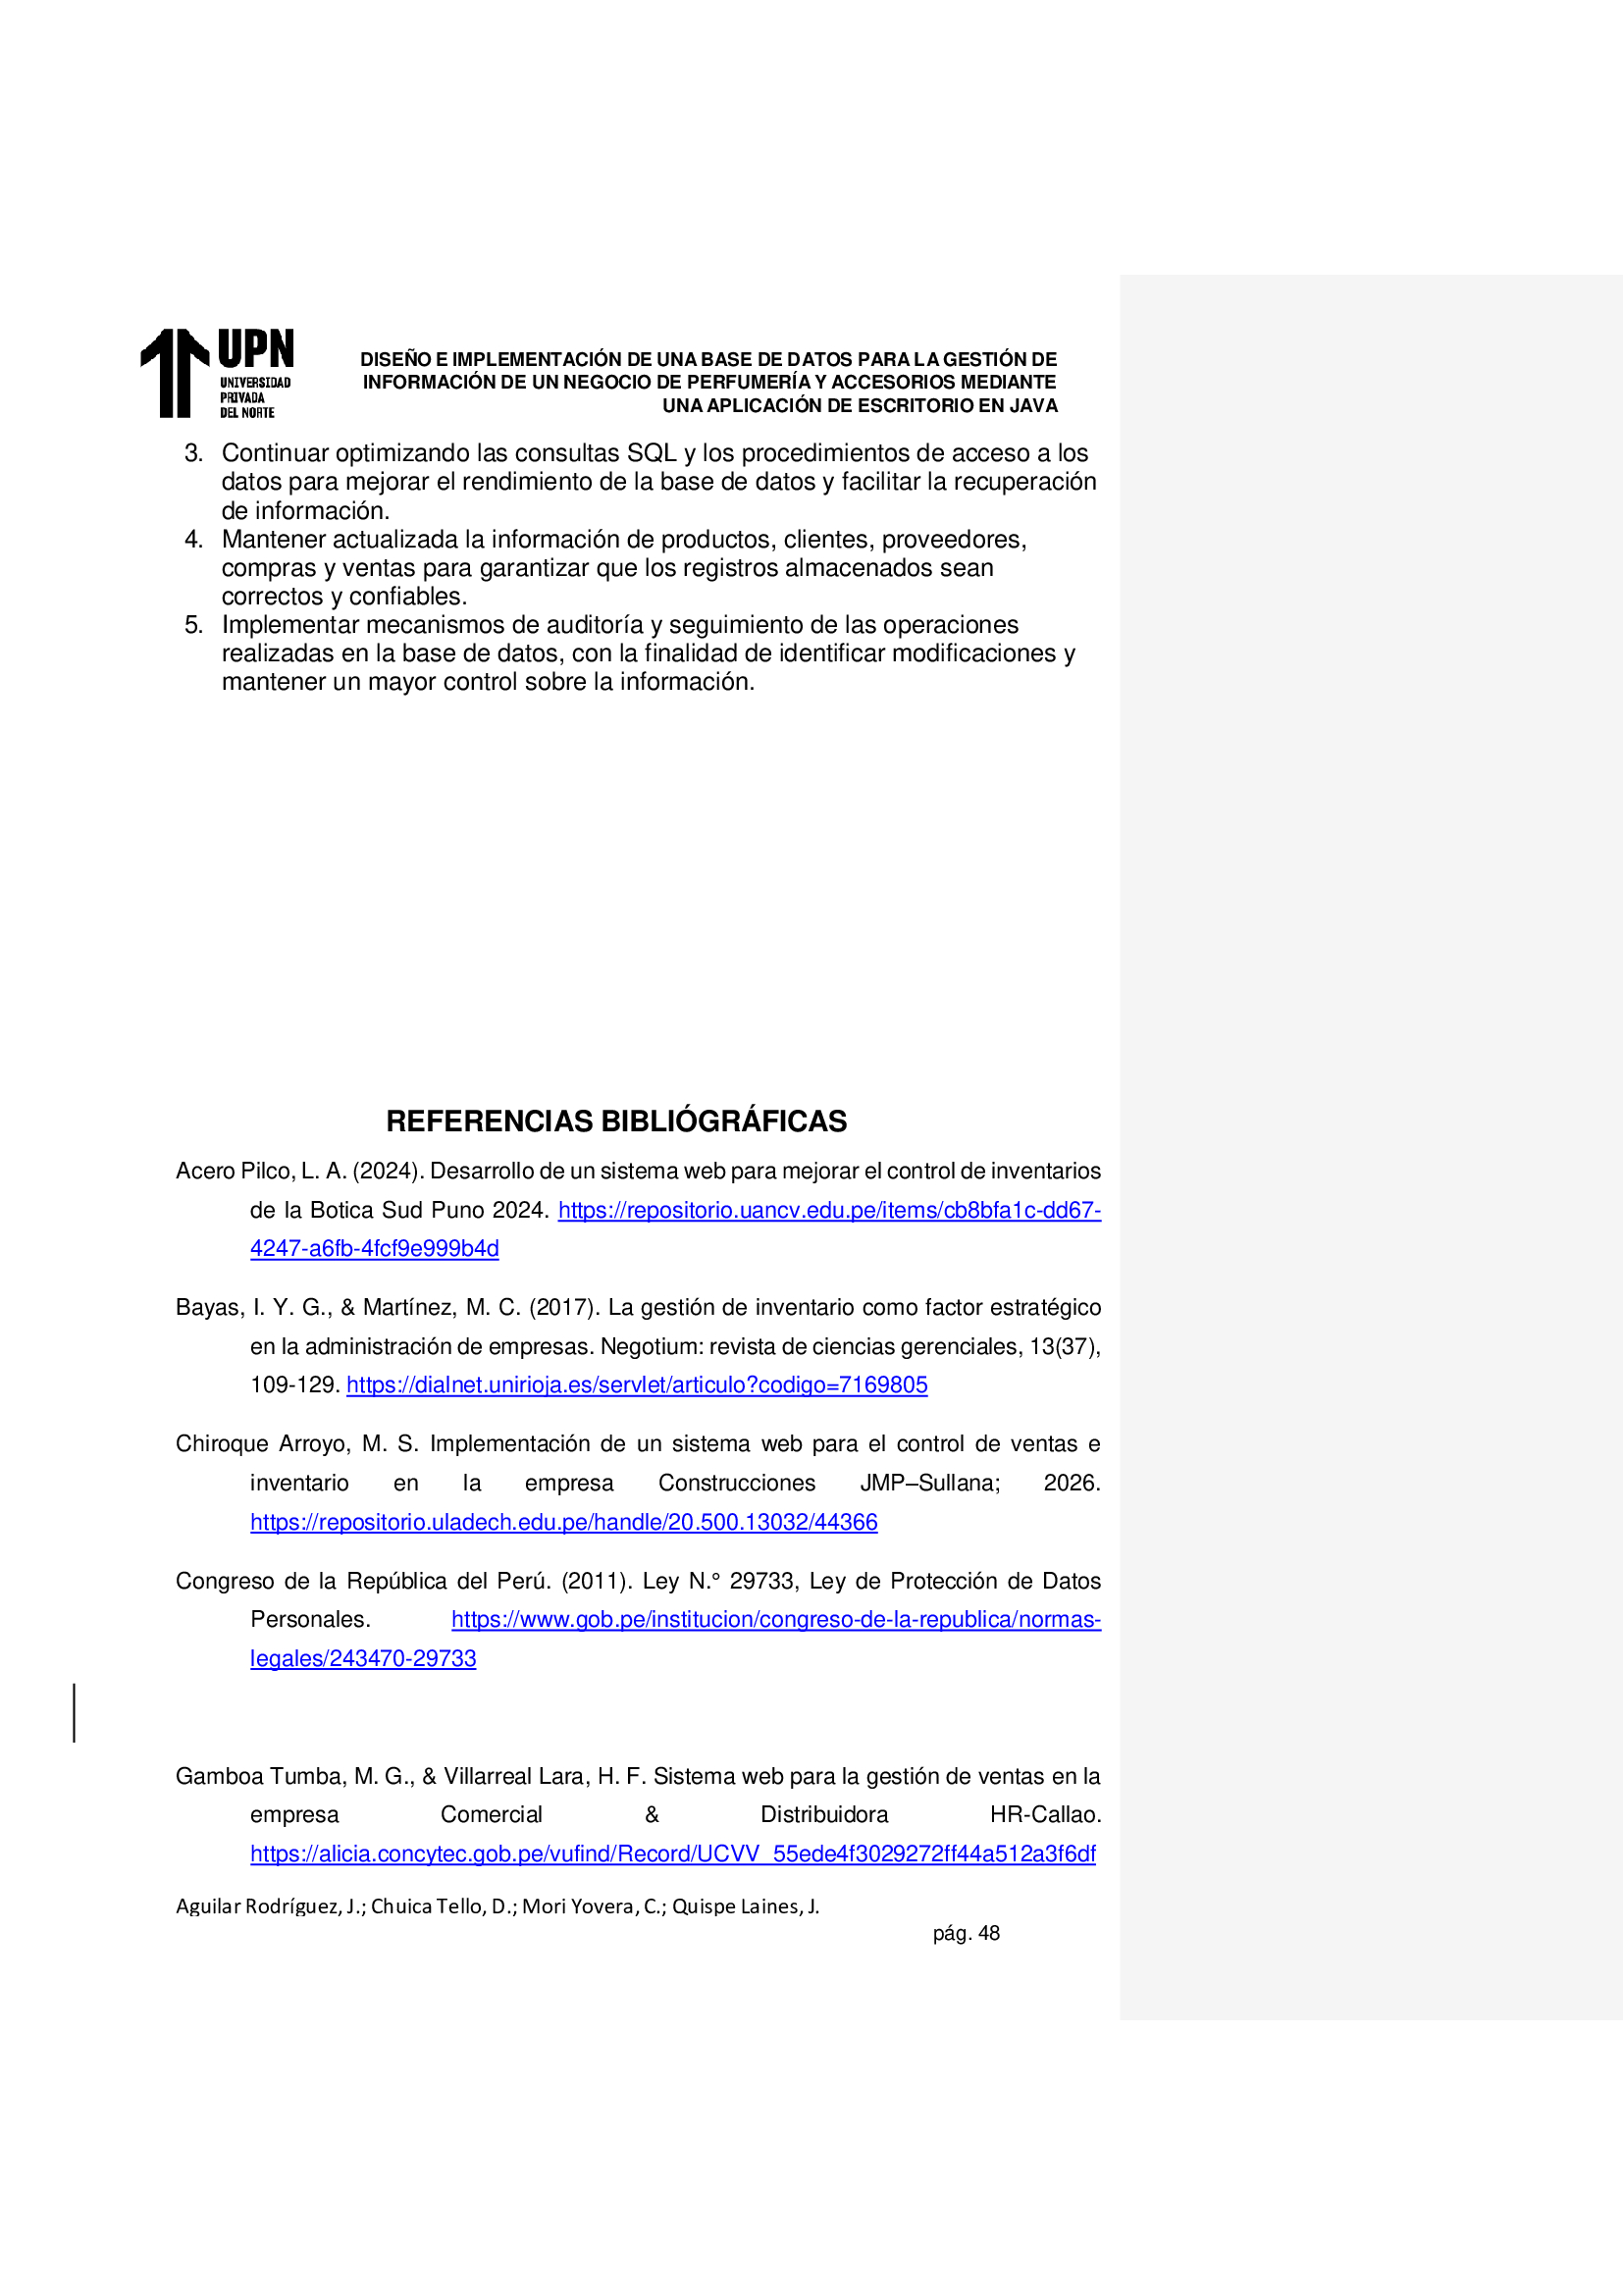 UPN
UNIVERSIDAD
PRIVADA
DEL NORTE
DISEÑO E IMPLEMENTACIÓN DE UNA BASE DE DATOS PARA LA GESTIÓN DE
INFORMACIÓN DE UN NEGOCIO DE PERFUMERÍA Y ACCESORIOS MEDIANTE
UNA APLICACIÓN DE ESCRITORIO EN JAVA
3. Continuar optimizando las consultas SQL y los procedimientos de acceso a los
datos para mejorar el rendimiento de la base de datos y facilitar la recuperación
de información.
4. Mantener actualizada la información de productos, clientes, proveedores,
compras y ventas para garantizar que los registros almacenados sean
correctos y confiables.
5. Implementar mecanismos de auditoría y seguimiento de las operaciones
realizadas en la base de datos, con la finalidad de identificar modificaciones y
mantener un mayor control sobre la información.
REFERENCIAS BIBLIÓGRÁFICAS
Acero Pilco, L. A. (2024). Desarrollo de un sistema web para mejorar el control de inventarios
de la Botica Sud Puno 2024. https://repositorio.uancv.edu.pe/items/cb8bfa1c-dd67-
4247-a6fb-4fcf9e999b4d
Bayas, I. Y. G., & Martínez, M. C. (2017). La gestión de inventario como factor estratégico
en la administración de empresas. Negotium: revista de ciencias gerenciales, 13(37),
109-129. https://dialnet.unirioja.es/servlet/articulo?codigo=7169805
Chiroque Arroyo, M. S. Implementación de un sistema web para el control de ventas e
inventario en la empresa Construcciones JMP–Sullana; 2026.
https://repositorio.uladech.edu.pe/handle/20.500.13032/44366
Congreso de la República del Perú. (2011). Ley N.° 29733, Ley de Protección de Datos
Personales. https://www.gob.pe/institucion/congreso-de-la-republica/normas-
legales/243470-29733
Gamboa Tumba, M. G., & Villarreal Lara, H. F. Sistema web para la gestión de ventas en la
empresa Comercial & Distribuidora HR-Callao.
https://alicia.concytec.gob.pe/vufind/Record/UCVV_55ede4f3029272ff44a512a3f6df
Aguilar Rodríguez, J.; Chuica Tello, D.; Mori Yovera, C.; Quispe Laines, J.
pág. 48